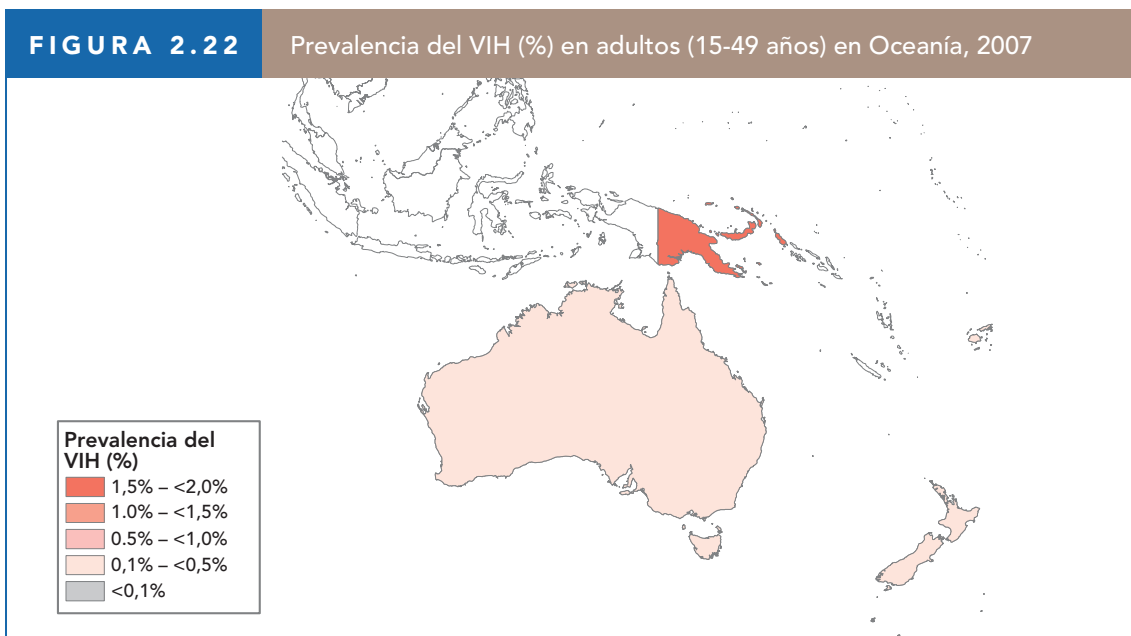 FIGURA 2.22
Prevalencia del VIH (%) en adultos (15-49 años) en Oceanía, 2007
Prevalencia del
VIH (%)
1,5% – <2,0%
1.0% – <1,5%
0.5% – <1,0%
0,1% – <0,5%
<0,1%